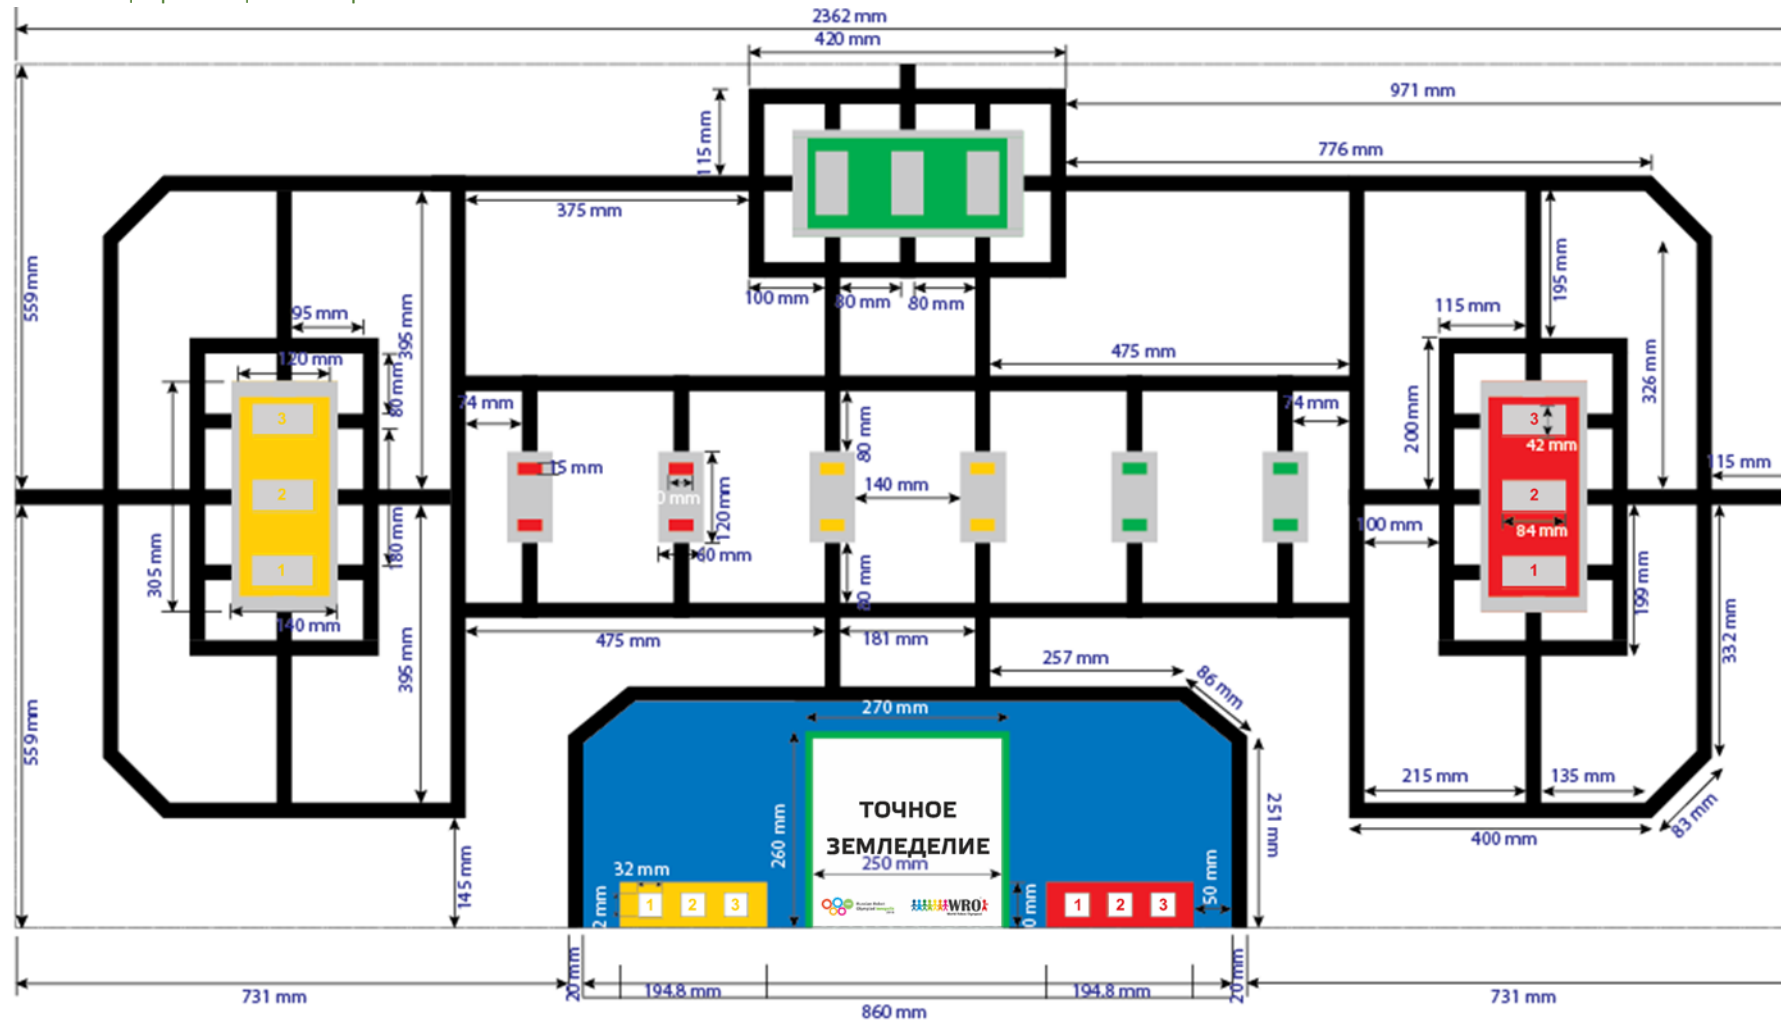 2362 mm
420 mm
971 mm
115 mm
776 mm
375 mm
559 mm
195 mm
100 mm
80 mm
80 mm
95 mm
395 mm
115 mm
326 mm
120 mm
475 mm
80 mm
74 mm
80 mm
74 mm
200 mm
3
3
42 mm
15 mm
115 mm
140 mm
2
2
120 mm
100 mm
84 mm
180 mm
305 mm
60 mm
1
1
199 mm
80 mm
140 mm
475 mm
181 mm
332 mm
395 mm
257 mm
86 mm
270 mm
559 mm
215 mm
135 mm
ТОЧНОЕ
ЗЕМЛЕДЕЛИЕ
260 mm
251 mm
83 mm
400 mm
250 mm
32 mm
145 mm
50 mm
1 2 3
WRO
1 2 3
20 mm
194.8 mm
194.8 mm
20 mm
731 mm
860 mm
731 mm